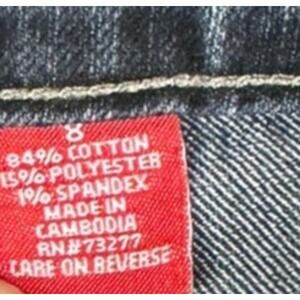 8
84% COTTON
15% POLYESTER
1% SPANDEX
MADE IN
CAMBODIA
RN#73277
CARE ON REVERSE